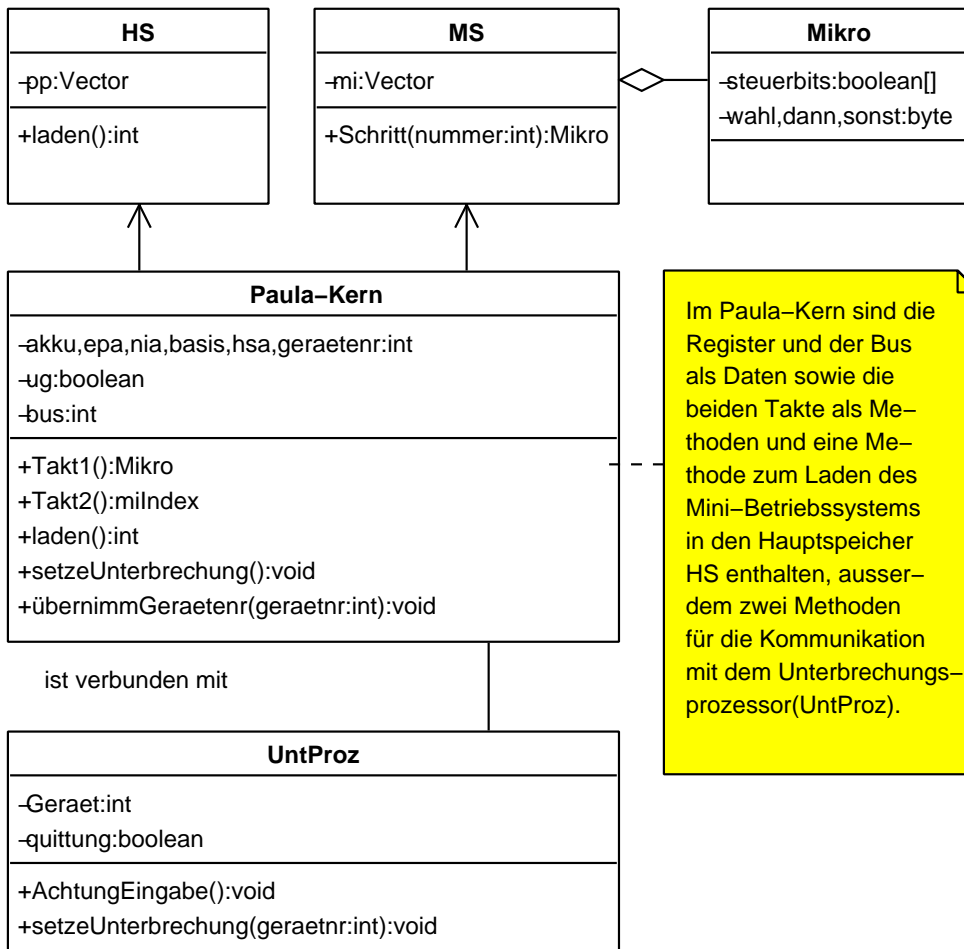 HS
-pp:Vector
+laden():int
MS
-mi:Vector
+Schritt(nummer:int):Mikro
Mikro
-steuerbits:boolean[]
-wahl,dann,sonst:byte
Paula-Kern
-akku,epa,nia,basis,hsa,geraetenr:int
-ug:boolean
-bus:int
+Takt1():Mikro
+Takt2():miIndex
+laden():int
+setzeUnterbrechung():void
+übernimmGeraetenr(geraetnr:int):void
Im Paula-Kern sind die
Register und der Bus
als Daten sowie die
beiden Takte als Me-
thoden und eine Me-
thode zum Laden des
Mini-Betriebssystems
in den Hauptspeicher
HS enthalten, ausser-
dem zwei Methoden
für die Kommunikation
mit dem Unterbrechungs-
prozessor(UntProz).
ist verbunden mit
UntProz
-Geraet:int
-quittung:boolean
+AchtungEingabe():void
+setzeUnterbrechung(geraetnr:int):void